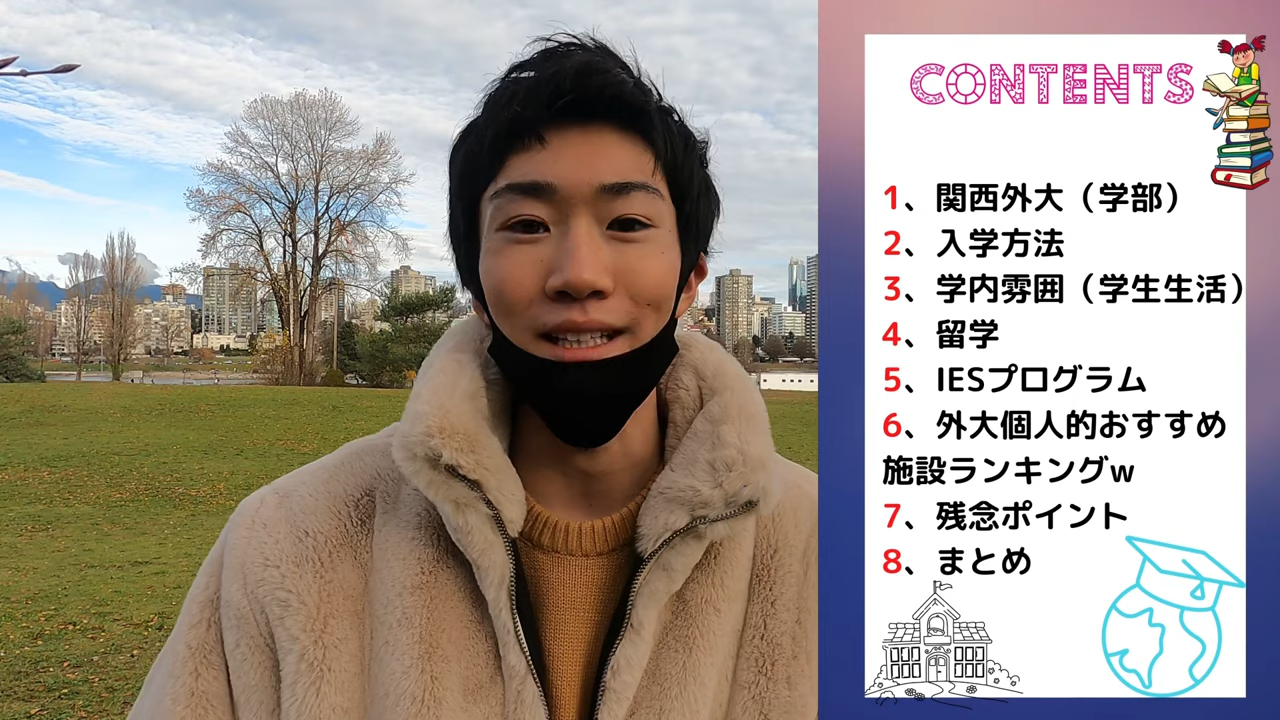 CONTENTS
1、関西外大（学部）
2、入学方法
3、学内雰囲（学生生活）
4、留学
5、IESプログラム
6、外大個人的おすすめ
施設ランキングw
7、残念ポイント
8、まとめ